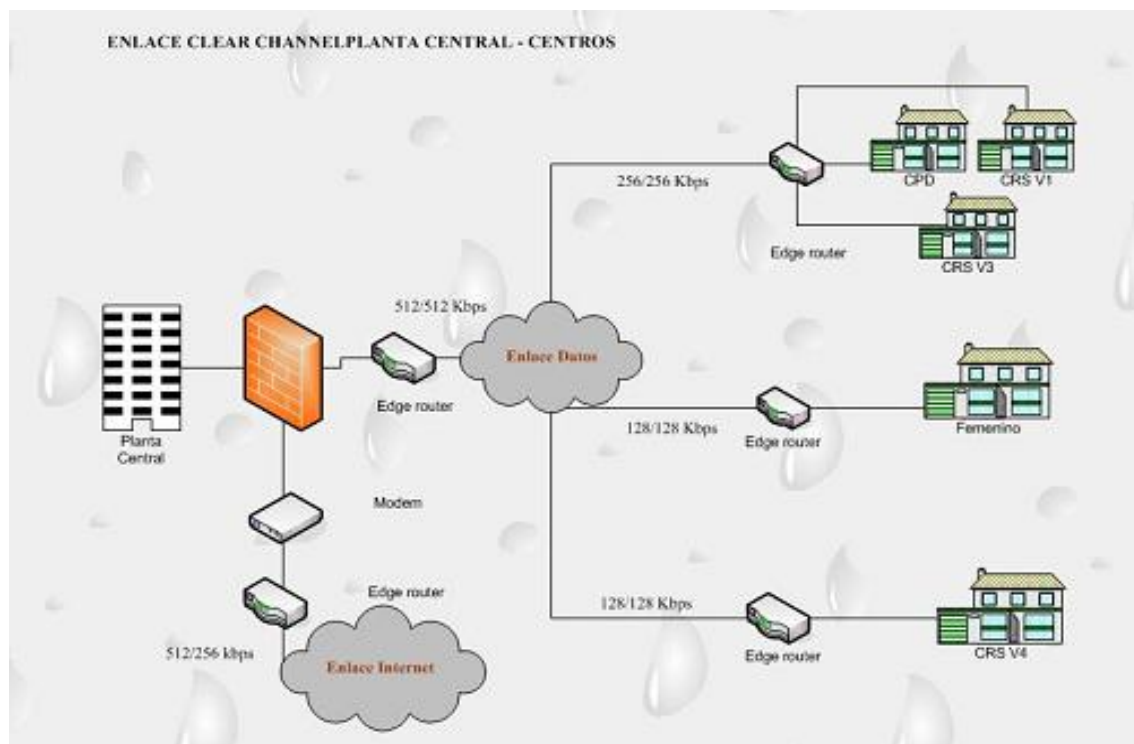 ENLACE CLEAR CHANNELPLANTA CENTRAL - CENTROS
256/256 Kbps
CPD
CRS V1
Edge router
CRS V3
512/512 Kbps
Enlace Datos
Edge router
Planta
Central
128/128 Kbps
Edge router
Femenino
Modem
Edge router
128/128 Kbps
512/256 kbps
Enlace Internet
Edge router
CRS V4